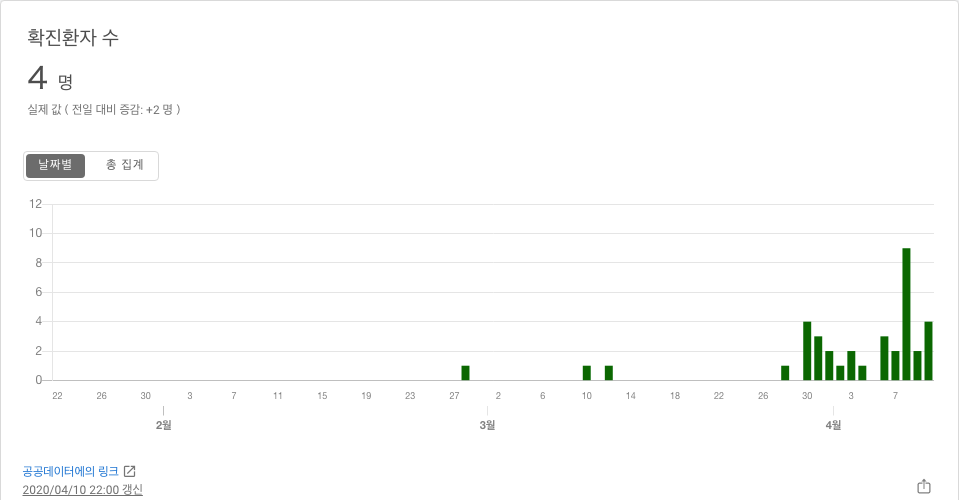 확진환자 수
4 명
실제 값 ( 전일 대비 증감: +2 명 )
날짜별 총 집계
12
10
8
6
4
2
0
22 26 30 3 7 11 15 19 23 27 2 6 10 14 18 22 26 30 3 7
2월 3월 4월
공공데이터에의 링크
2020/04/10 22:00 갱신